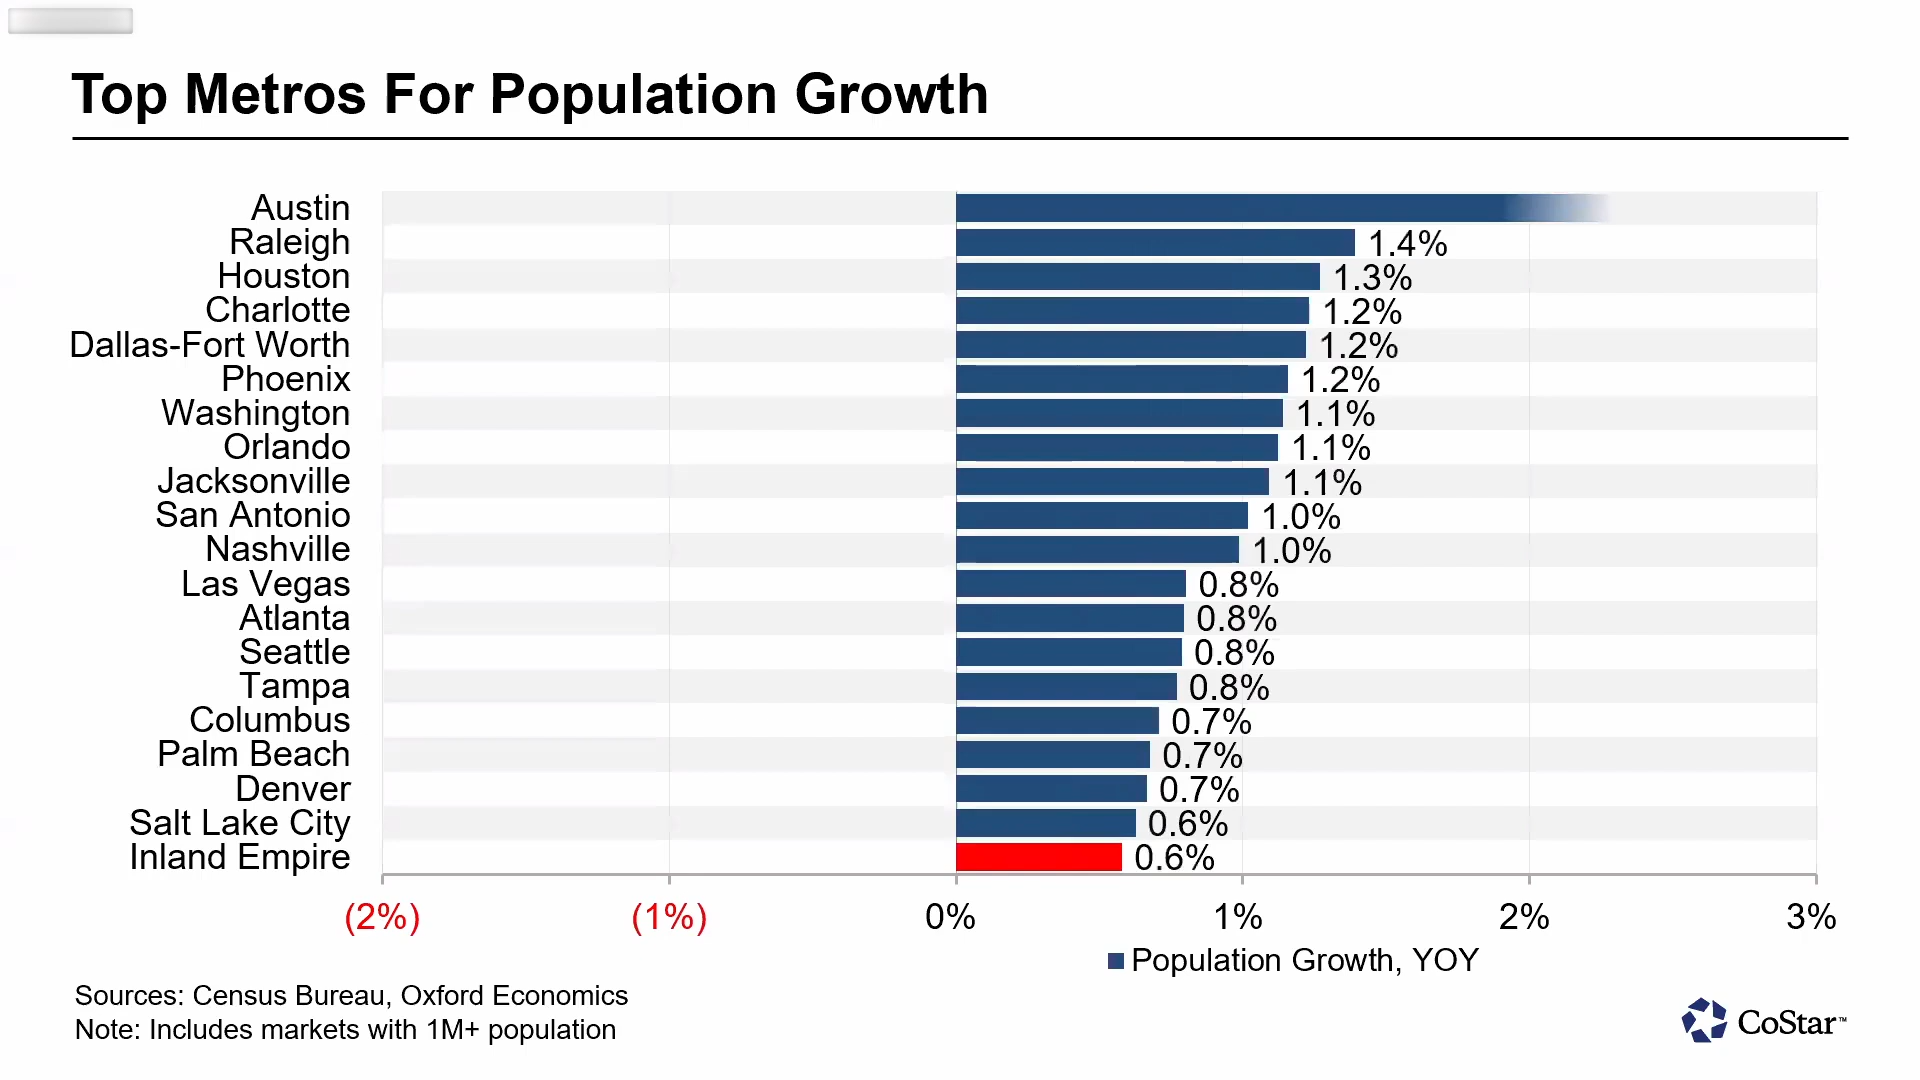 Top Metros For Population Growth
Austin
Raleigh 1.4%
Houston 1.3%
Charlotte 1.2%
Dallas-Fort Worth 1.2%
Phoenix 1.2%
Washington 1.1%
Orlando 1.1%
Jacksonville 1.1%
San Antonio 1.0%
Nashville 1.0%
Las Vegas 0.8%
Atlanta 0.8%
Seattle 0.8%
Tampa 0.8%
Columbus 0.7%
Palm Beach 0.7%
Denver 0.7%
Salt Lake City 0.6%
Inland Empire 0.6%
(2%) (1%) 0% 1% 2% 3%
Population Growth, YOY
Sources: Census Bureau, Oxford Economics
Note: Includes markets with 1M+ population
CoStar™